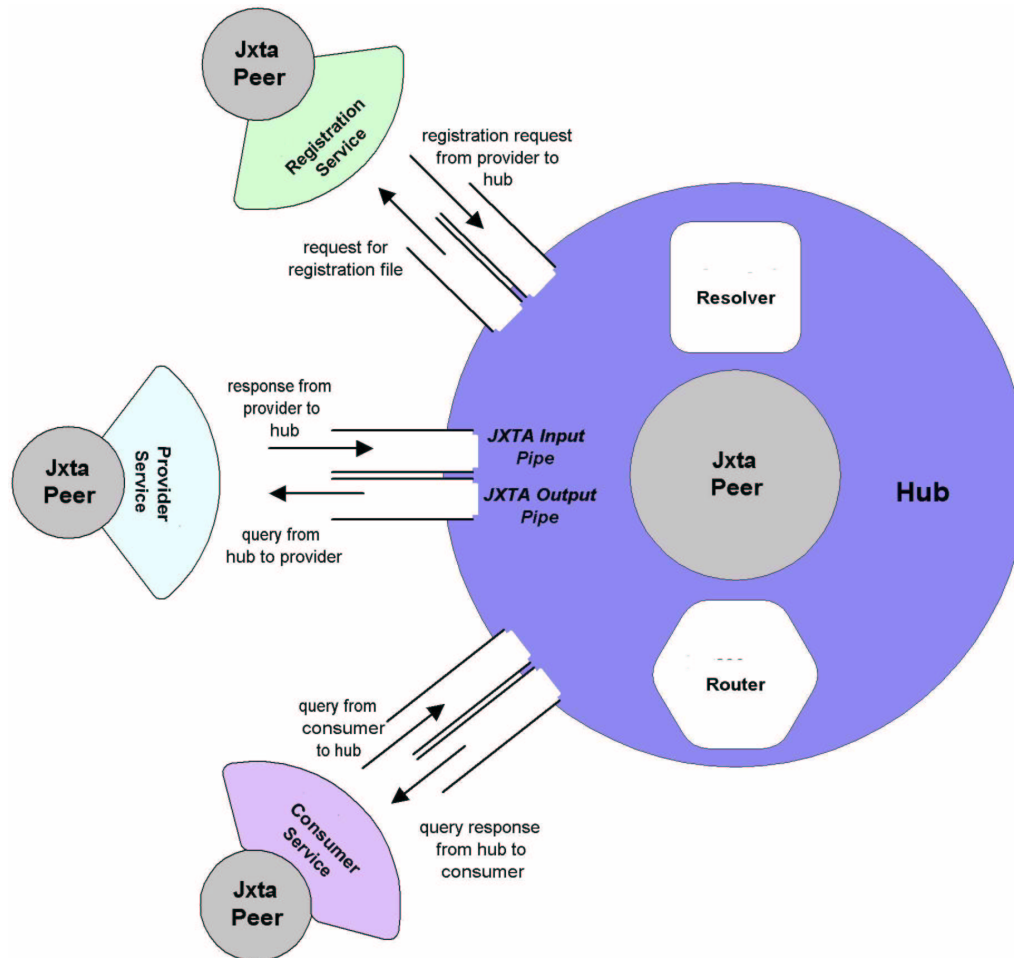 Jxta
Peer
Registration
Service
registration request
from provider to
hub
request for
registration file
Resolver
response from
provider to
hub
JXTA Input
Pipe
Jxta
Peer
Provider
Service
Jxta
Peer
Hub
JXTA Output
Pipe
query from
hub to provider
Router
query from
consumer
to hub
Consumer
Service
query response
from hub to
consumer
Jxta
Peer